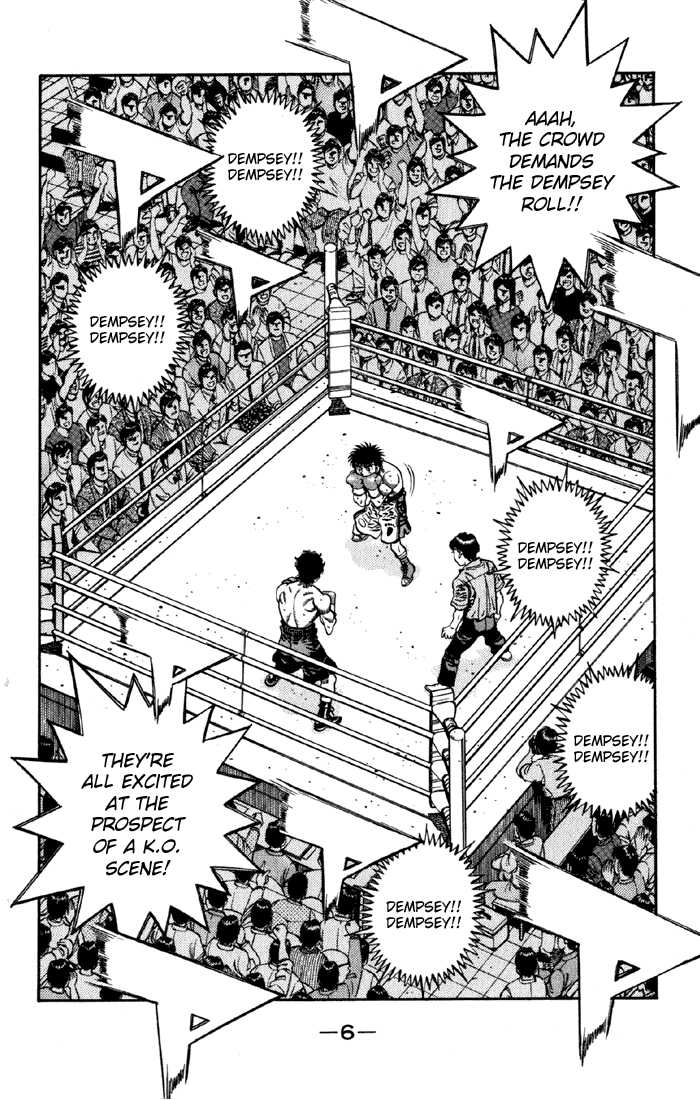 AAAH,
THE CROWD
DEMANDS
THE DEMPSEY
ROLL!!
DEMPSEY!!
DEMPSEY!!
DEMPSEY!!
DEMPSEY!!
DEMPSEY!!
DEMPSEY!!
DEMPSEY!!
DEMPSEY!!
THEY'RE
ALL EXCITED
AT THE
PROSPECT
OF A K.O.
SCENE!
DEMPSEY!!
DEMPSEY!!
—6—